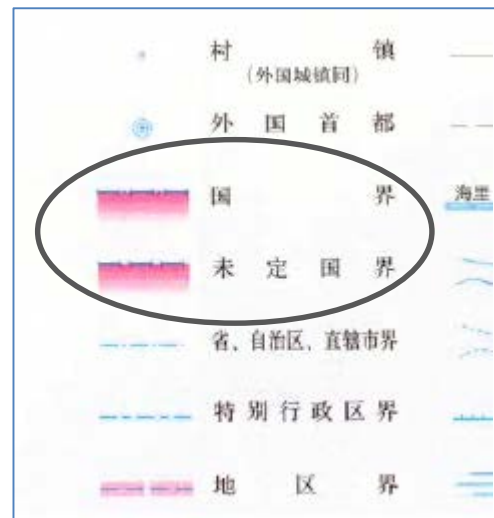 村 镇
(外国城镇同)
外 国 首 都
国 界
海里
未 定 国 界
省、自治区、直辖市界
特 别 行 政 区 界
地 区 界